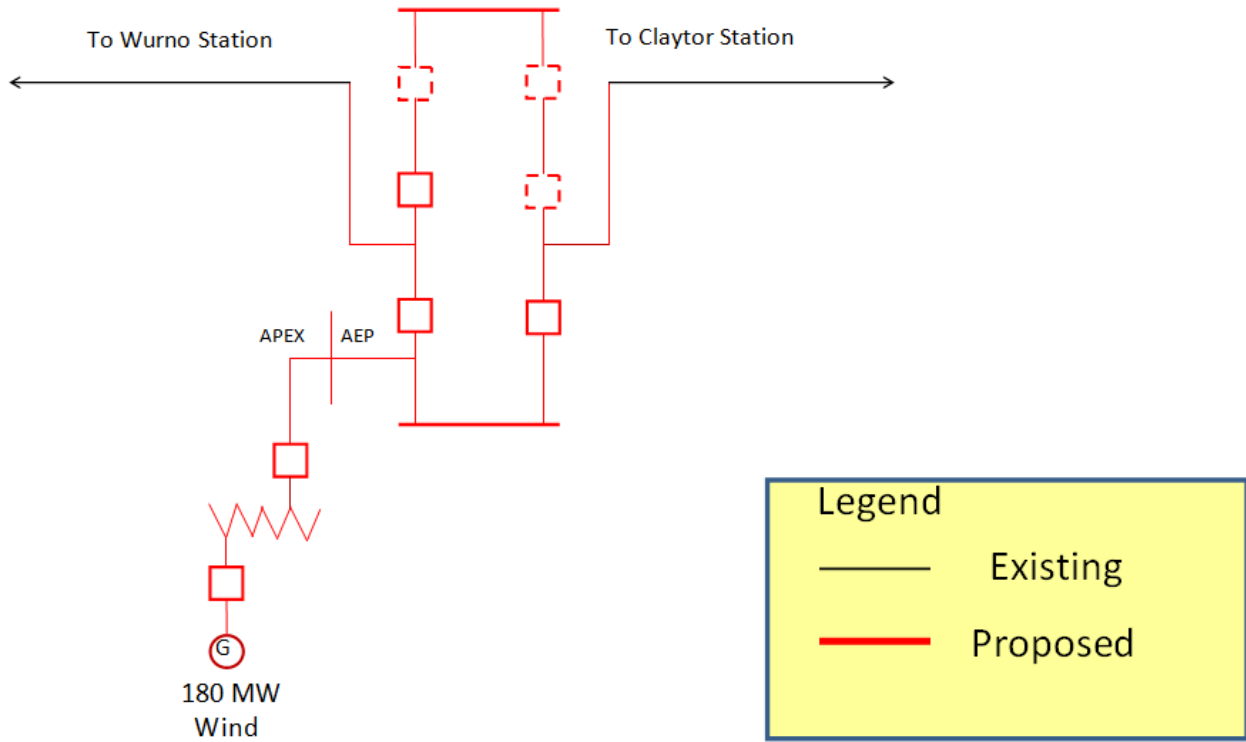 To Wurno Station
To Claytor Station
APEX
AEP
G
180 MW
Wind
Legend
Existing
Proposed